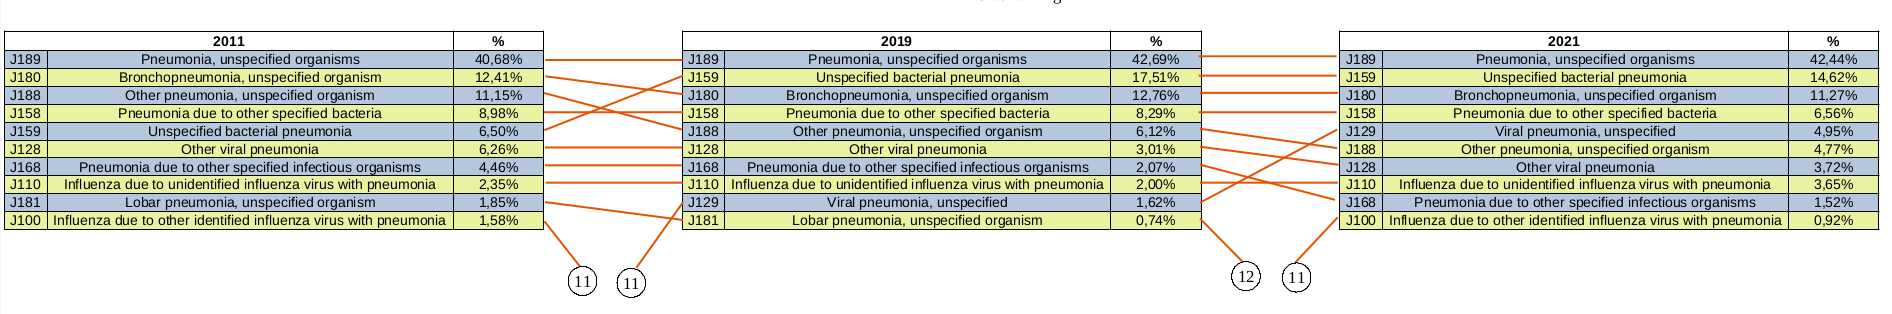 2011 %
J189 Pneumonia, unspecified organisms 40,68%
J180 Bronchopneumonia, unspecified organism 12,41%
J188 Other pneumonia, unspecified organism 11,15%
J158 Pneumonia due to other specified bacteria 8,98%
J159 Unspecified bacterial pneumonia 6,50%
J128 Other viral pneumonia 6,26%
J168 Pneumonia due to other specified infectious organisms 4,46%
J110 Influenza due to unidentified influenza virus with pneumonia 2,35%
J181 Lobar pneumonia, unspecified organism 1,85%
J100 Influenza due to other identified influenza virus with pneumonia 1,58%
2019 %
J189 Pneumonia, unspecified organisms 42,69%
J159 Unspecified bacterial pneumonia 17,51%
J180 Bronchopneumonia, unspecified organism 12,76%
J158 Pneumonia due to other specified bacteria 8,29%
J188 Other pneumonia, unspecified organism 6,12%
J128 Other viral pneumonia 3,01%
J168 Pneumonia due to other specified infectious organisms 2,07%
J110 Influenza due to unidentified influenza virus with pneumonia 2,00%
J129 Viral pneumonia, unspecified 1,62%
J181 Lobar pneumonia, unspecified organism 0,74%
2021 %
J189 Pneumonia, unspecified organisms 42,44%
J159 Unspecified bacterial pneumonia 14,62%
J180 Bronchopneumonia, unspecified organism 11,27%
J158 Pneumonia due to other specified bacteria 6,56%
J129 Viral pneumonia, unspecified 4,95%
J188 Other pneumonia, unspecified organism 4,77%
J128 Other viral pneumonia 3,72%
J110 Influenza due to unidentified influenza virus with pneumonia 3,65%
J168 Pneumonia due to other specified infectious organisms 1,52%
J100 Influenza due to other identified influenza virus with pneumonia 0,92%
11 11 12 11